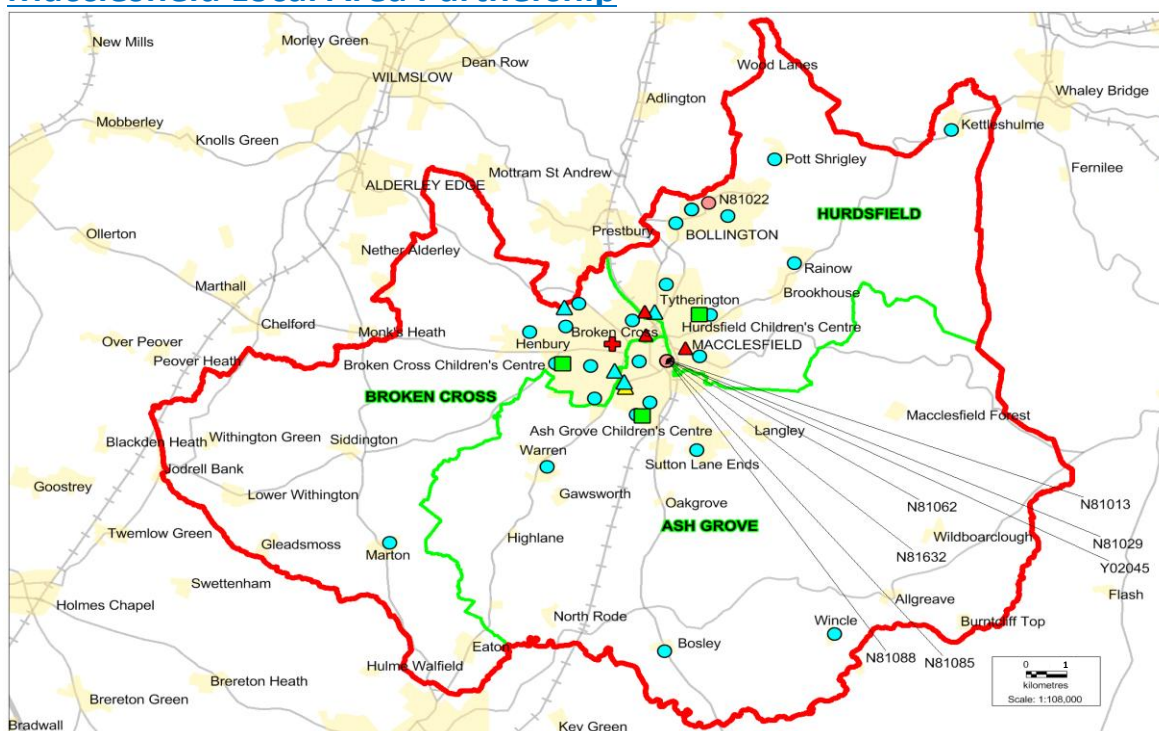 Macclesfield Local Area Partnership
New Mills
Morley Green
Dean Row
Wood Lanes
WILMSLOW
Adlington
Whaley Bridge
Mobberley
Knolls Green
Kettleshulme
Pott Shrigley
Fernilee
Mottram St Andrew
ALDERLEY EDGE
N81022
HURDSFIELD
Ollerton
Prestbury
BOLLINGTON
Nether Alderley
Rainow
Marthall
Brookhouse
Tytherington
Chelford
Monk's Heath
Broken Cross
Hurdsfield Children's Centre
Over Peover
Henbury
MACCLESFIELD
Peover Heath
Broken Cross Children's Centre
BROKEN CROSS
Macclesfield Forest
Ash Grove Children's Centre
Langley
Blackden Heath
Withington Green
Siddington
Warren
Sutton Lane Ends
Jodrell Bank
Goostrey
Lower Withington
Gawsworth
Oakgrove
N81062
N81013
ASH GROVE
Twemlow Green
Gleadsmoss
Marton
Highlane
Wildboarclough
N81029
N81632
Y02045
Swettenham
Flash
Holmes Chapel
Allgreave
North Rode
Wincle
Burntcliff Top
Eaton
Bosley
N81088
N81085
Hulms Walfield
Brereton Heath
Brereton Green
0 1
kilometres
Scale: 1:108,000
Bradwall
Key Green